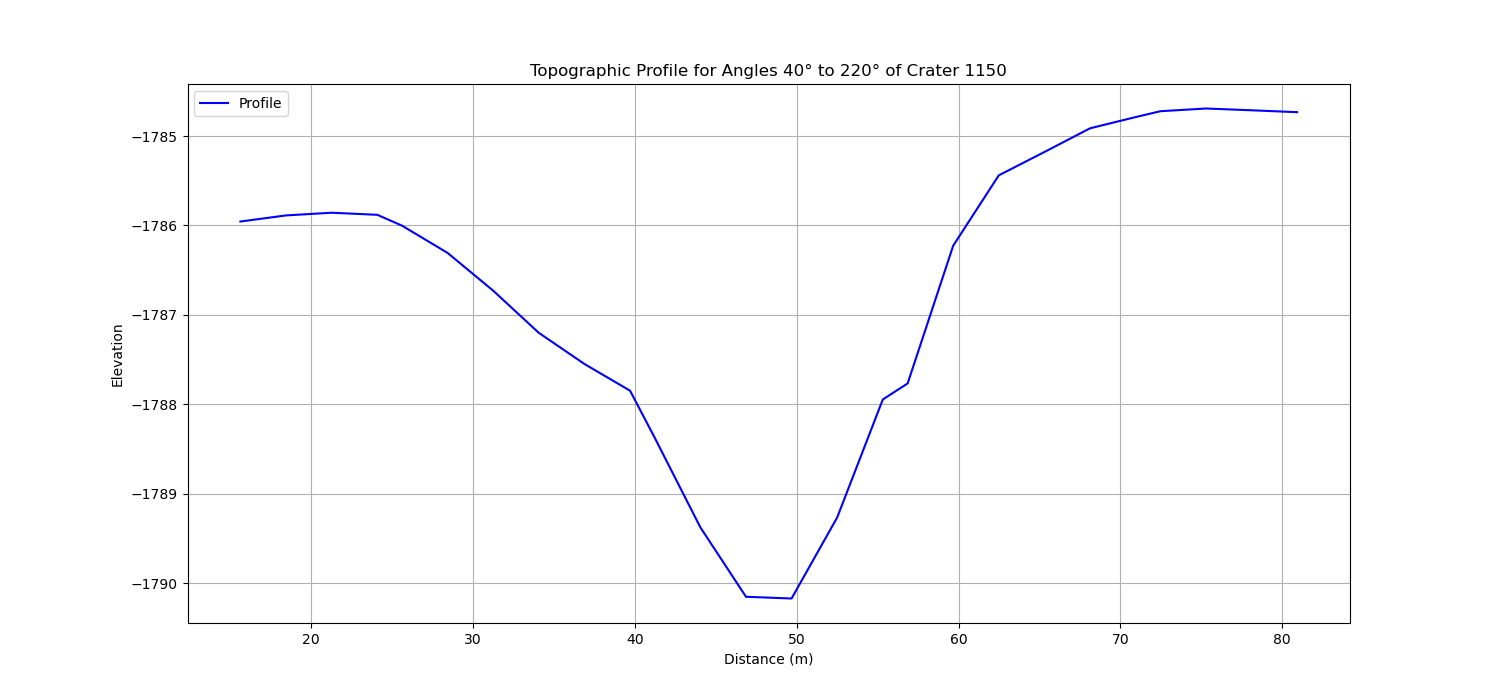 Topographic Profile for Angles 40° to 220° of Crater 1150
Profile
−1785
−1786
−1787
−1788
−1789
−1790
Elevation
20 30 40 50 60 70 80
Distance (m)